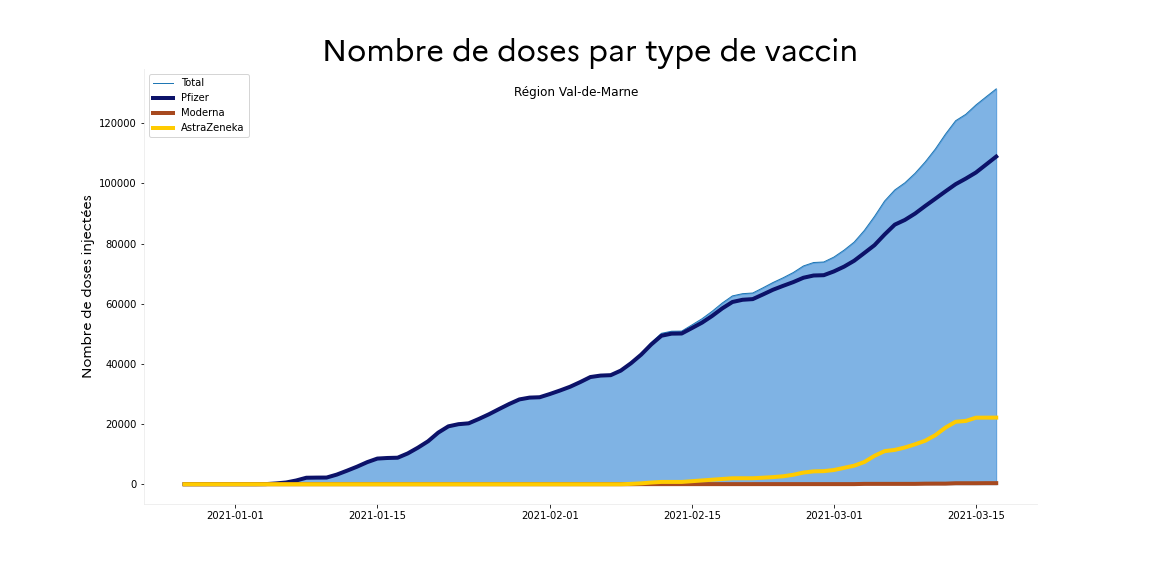 Nombre de doses par type de vaccin
Région Val-de-Marne
Total
Pfizer
Moderna
AstraZeneka
Nombre de doses injectées
120000
100000
80000
60000
40000
20000
0
2021-01-01
2021-01-15
2021-02-01
2021-02-15
2021-03-01
2021-03-15